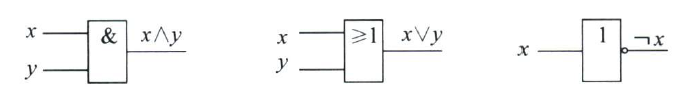 x & x∧y
y
x ≥1 x∨y
y
x 1 ¬x